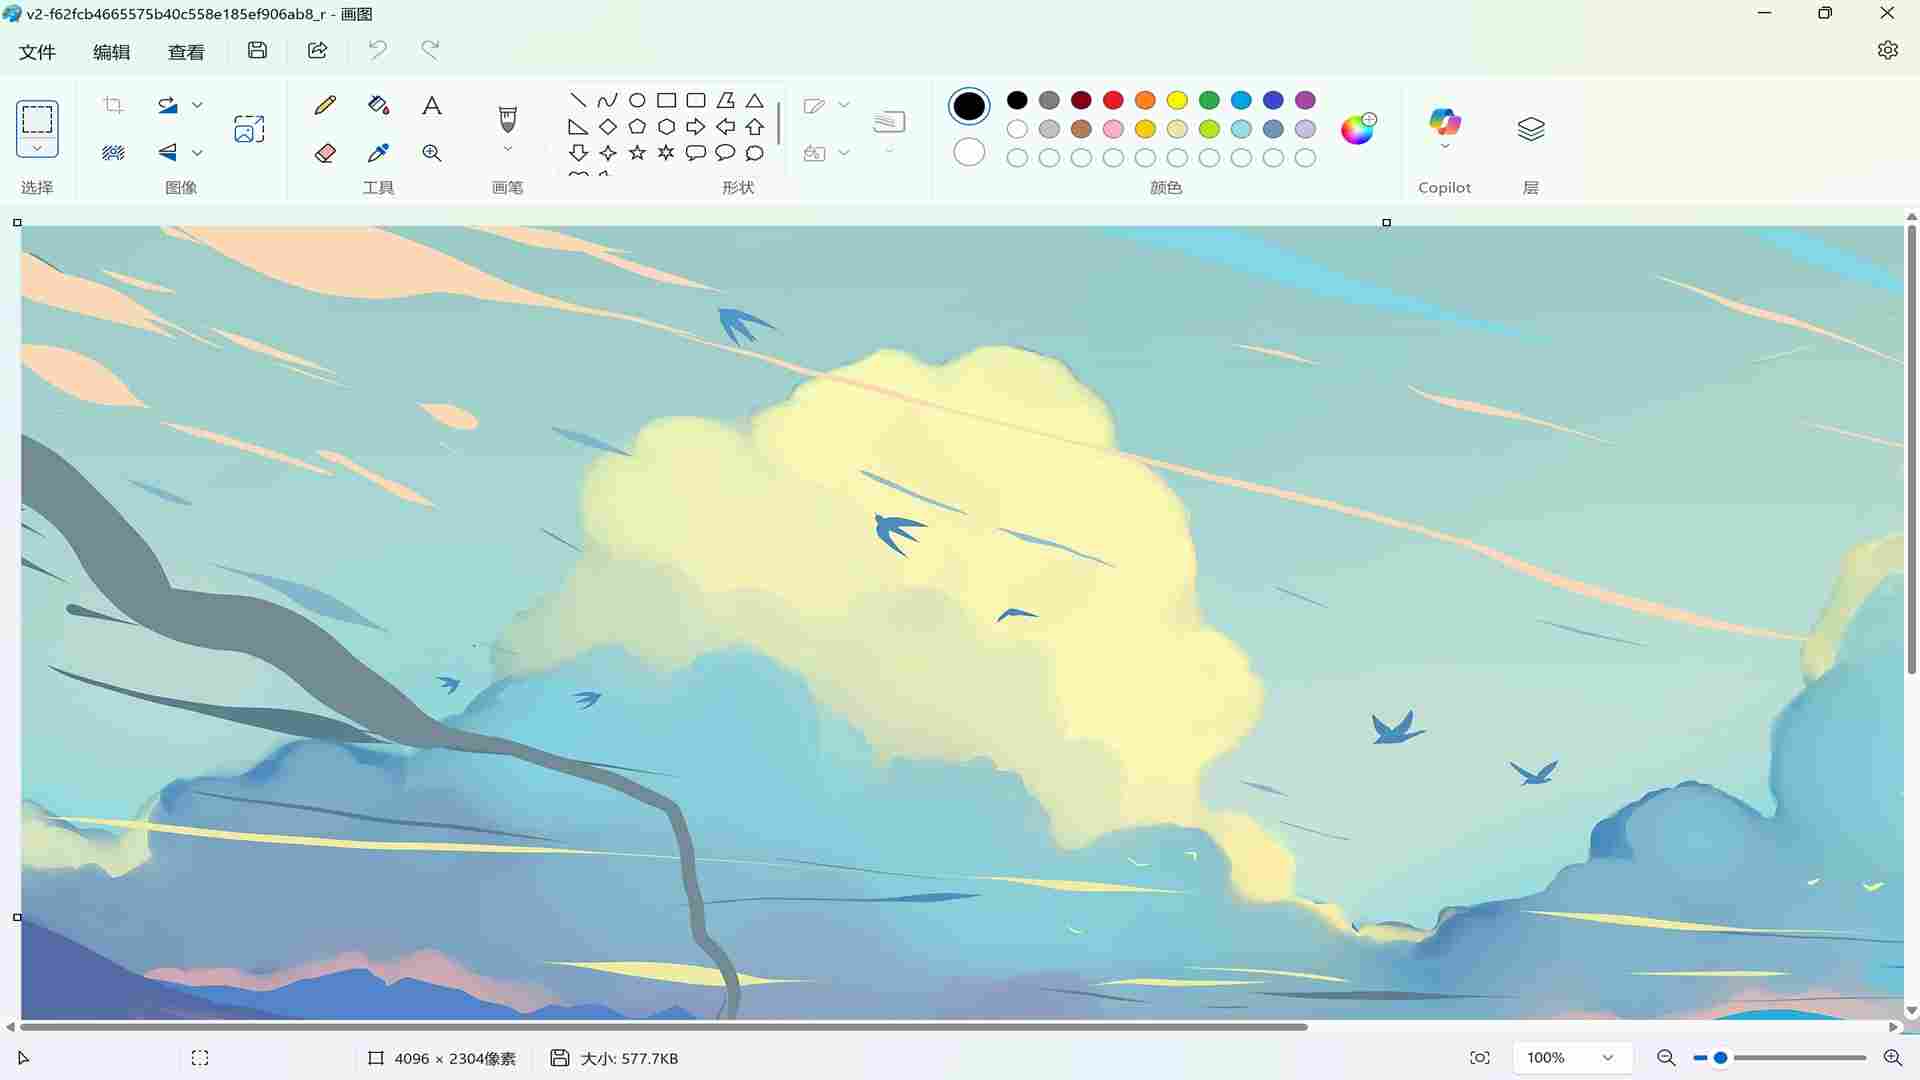 v2-f62fcb4665575b40c558e185ef906ab8_r - 画图
文件 编辑 查看
选择 图像 工具 画笔 形状 颜色 Copilot 层
4096 × 2304像素 大小: 577.7KB 100%